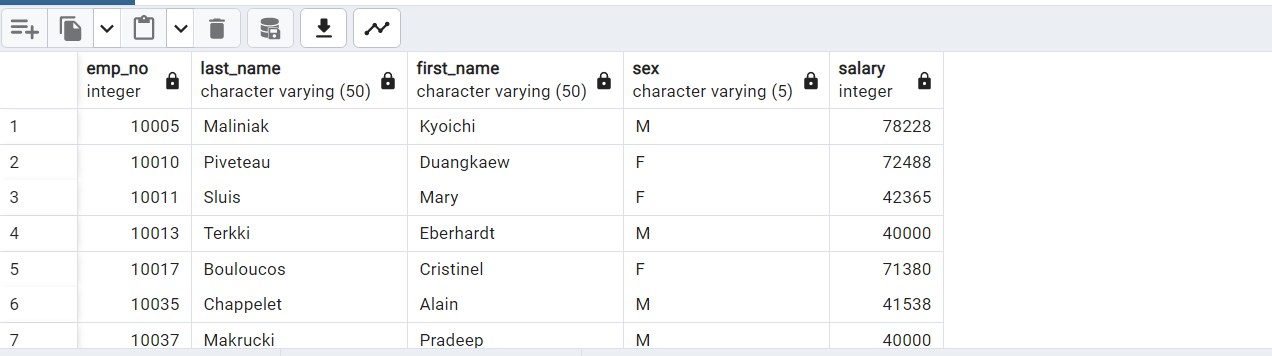 emp_no last_name first_name sex salary
integer character varying (50) character varying (50) character varying (5) integer
1 10005 Maliniak Kyoichi M 78228
2 10010 Piveteau Duangkaew F 72488
3 10011 Sluis Mary F 42365
4 10013 Terkki Eberhardt M 40000
5 10017 Bouloucos Cristinel F 71380
6 10035 Chappelet Alain M 41538
7 10037 Makrucki Pradeep M 40000